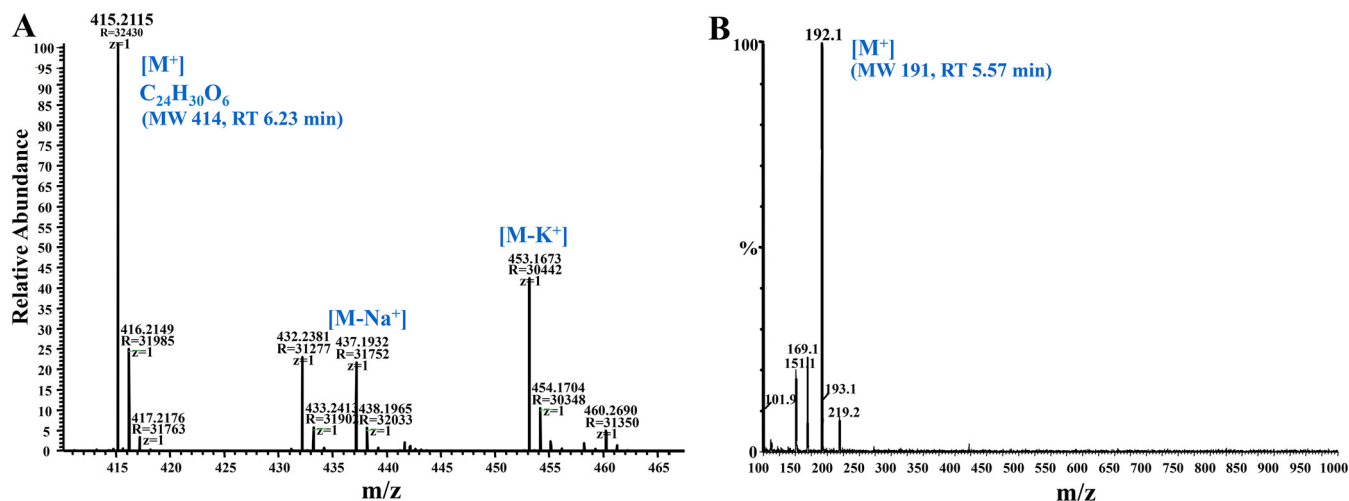 A
415.2115
R=32430
z=1
[M⁺]
C₂₄H₃₀O₆
(MW 414, RT 6.23 min)
Relative Abundance
100
95
90
85
80
75
70
65
60
55
50
45
40
35
30
25
20
15
10
5
0
416.2149
R=31985
z=1
417.2176
R=31763
z=1
432.2381
R=31277
z=1
433.2413
R=31902
z=1
[M-Na⁺]
437.1932
R=31752
z=1
438.1965
R=32033
z=1
[M-K⁺]
453.1673
R=30442
z=1
454.1704
R=30348
z=1
460.2690
R=31350
z=1
415 420 425 430 435 440 445 450 455 460 465
m/z
B
100
%
0
192.1
[M⁺]
(MW 191, RT 5.57 min)
169.1
151.1
101.9
193.1
219.2
100 150 200 250 300 350 400 450 500 550 600 650 700 750 800 850 900 950 1000
m/z